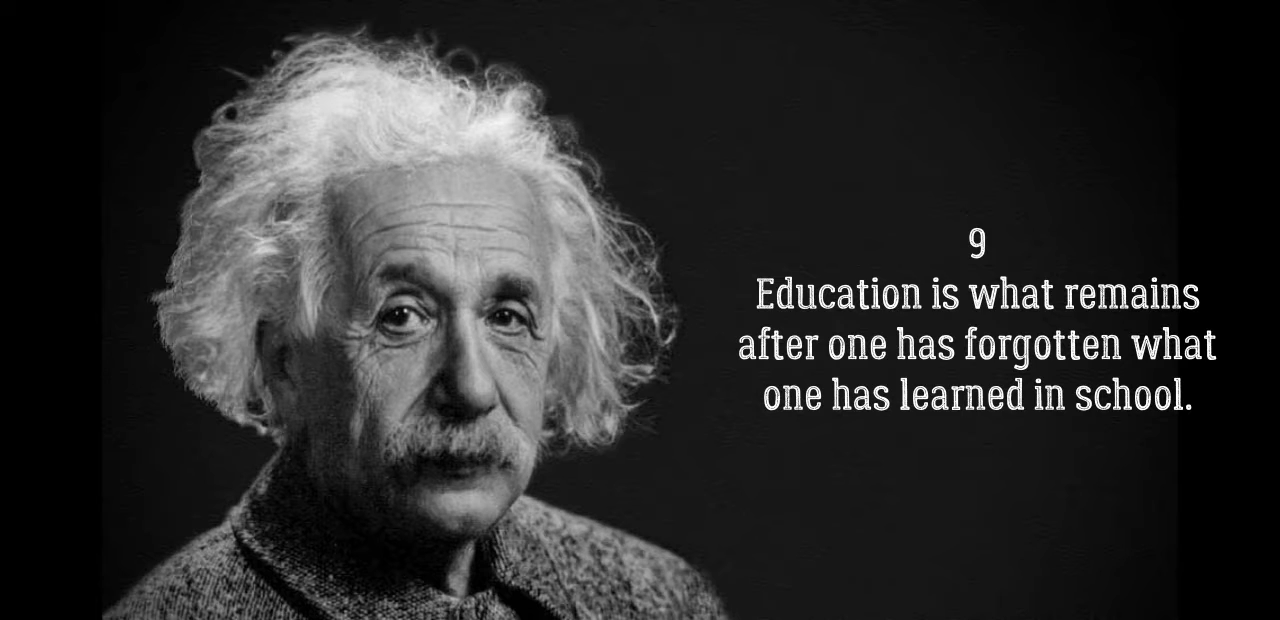 9
Education is what remains
after one has forgotten what
one has learned in school.